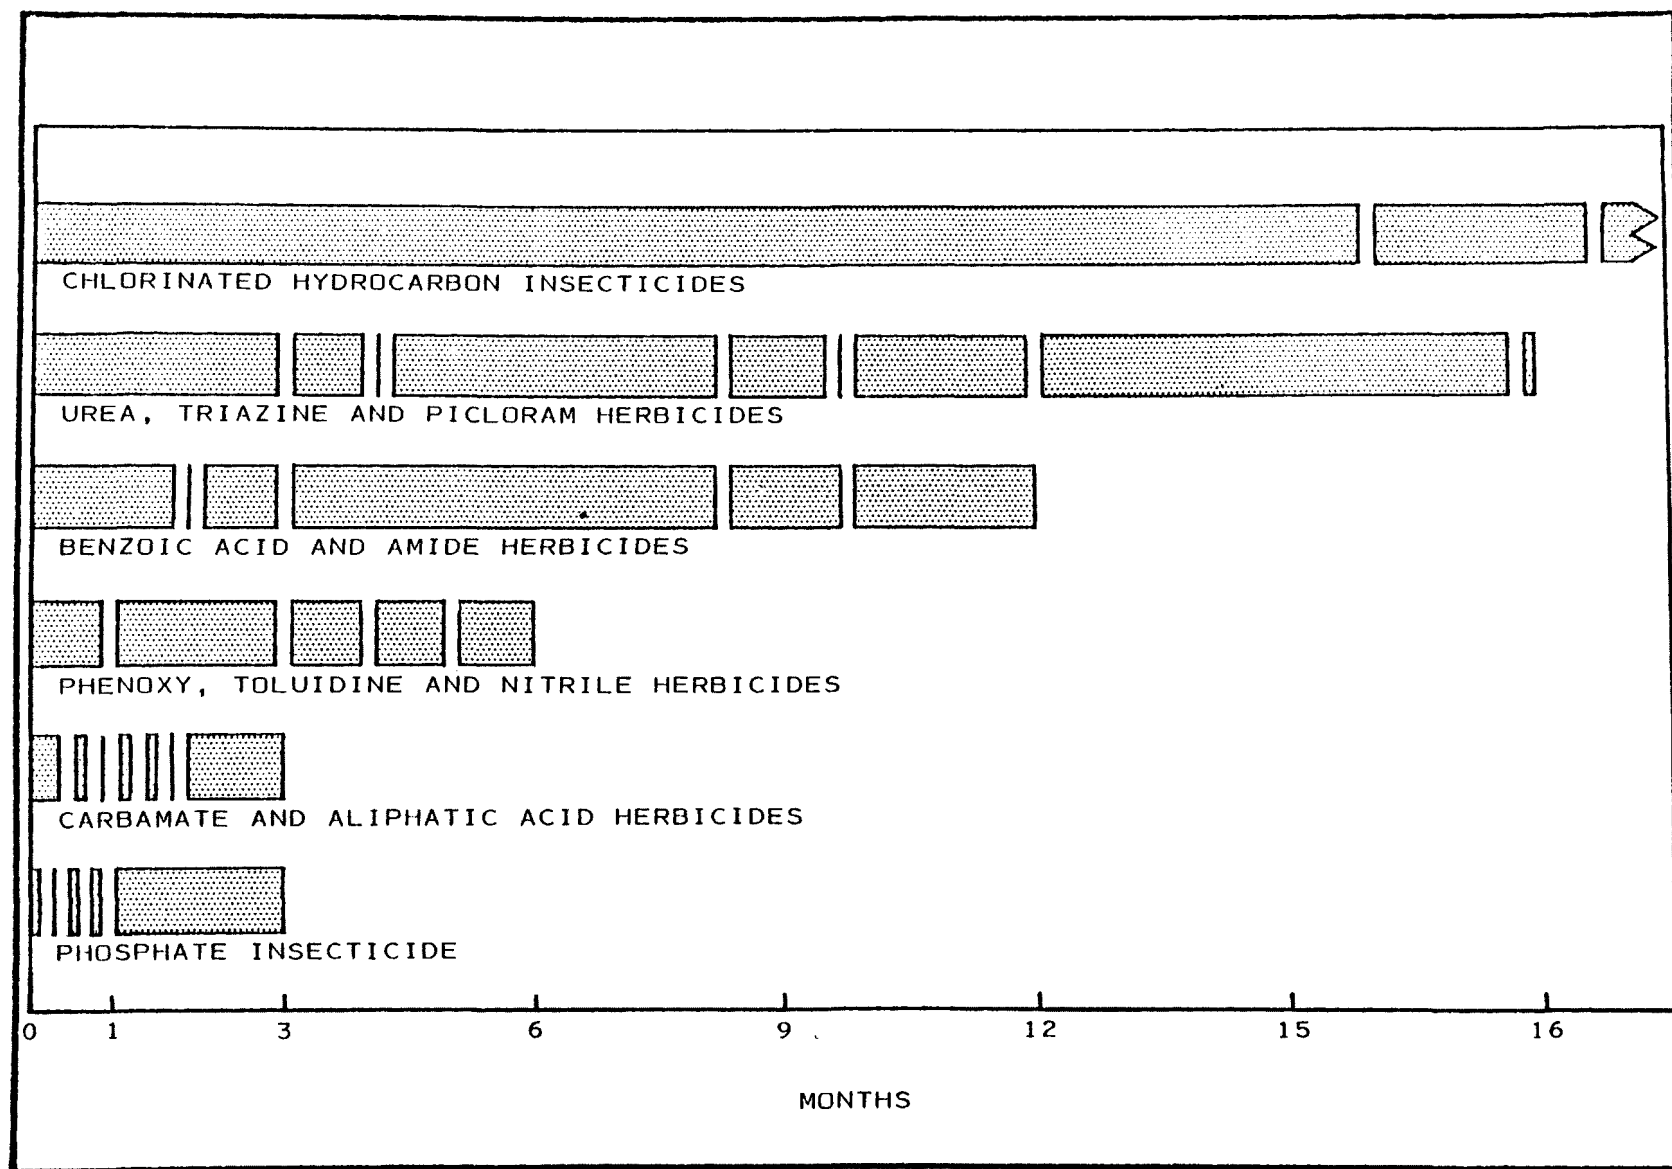 CHLORINATED HYDROCARBON INSECTICIDES
UREA, TRIAZINE AND PICLORAM HERBICIDES
BENZOIC ACID AND AMIDE HERBICIDES
PHENOXY, TOLUIDINE AND NITRILE HERBICIDES
CARBAMATE AND ALIPHATIC ACID HERBICIDES
PHOSPHATE INSECTICIDE
0 1 3 6 9 12 15 16
MONTHS